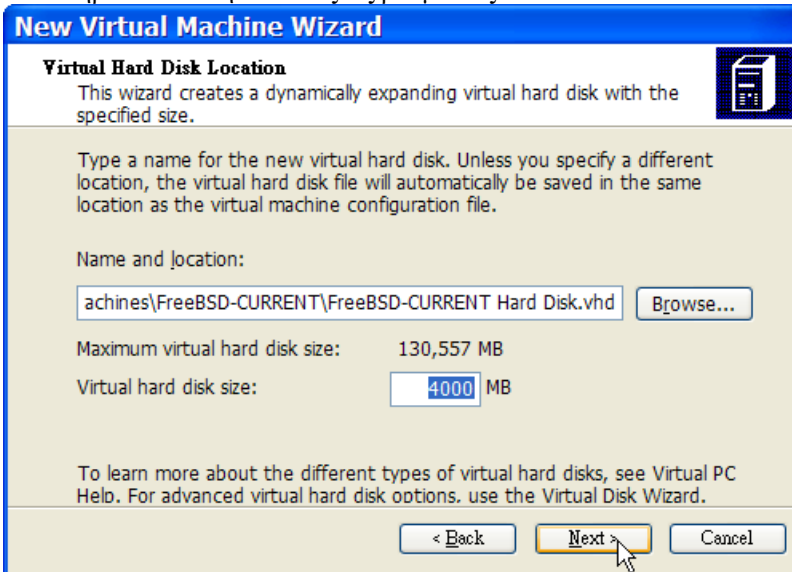 New Virtual Machine Wizard
Virtual Hard Disk Location
This wizard creates a dynamically expanding virtual hard disk with the
specified size.
Type a name for the new virtual hard disk. Unless you specify a different
location, the virtual hard disk file will automatically be saved in the same
location as the virtual machine configuration file.
Name and location:
achines\FreeBSD-CURRENT\FreeBSD-CURRENT Hard Disk.vhd Browse...
Maximum virtual hard disk size: 130,557 MB
Virtual hard disk size: 4000 MB
To learn more about the different types of virtual hard disks, see Virtual PC
Help. For advanced virtual hard disk options, use the Virtual Disk Wizard.
< Back Next > Cancel